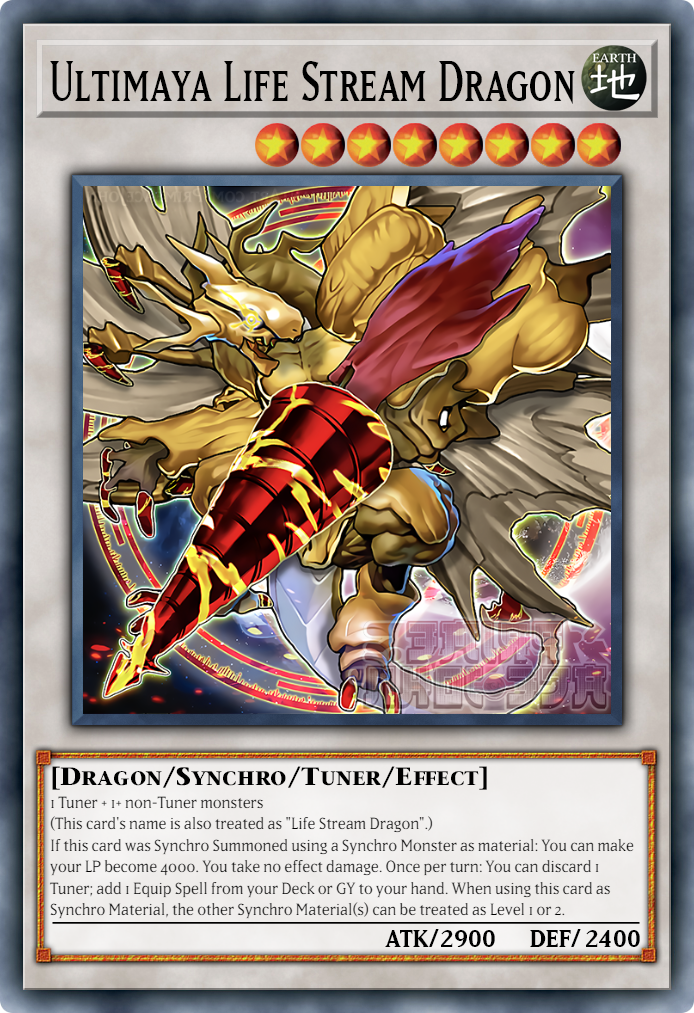 ULTIMAYA LIFE STREAM DRAGON
EARTH
地
[DRAGON/SYNCHRO/TUNER/EFFECT]
1 Tuner + 1+ non-Tuner monsters
(This card's name is also treated as "Life Stream Dragon".)
If this card was Synchro Summoned using a Synchro Monster as material: You can make
your LP become 4000. You take no effect damage. Once per turn: You can discard 1
Tuner; add 1 Equip Spell from your Deck or GY to your hand. When using this card as
Synchro Material, the other Synchro Material(s) can be treated as Level 1 or 2.
ATK/2900 DEF/2400